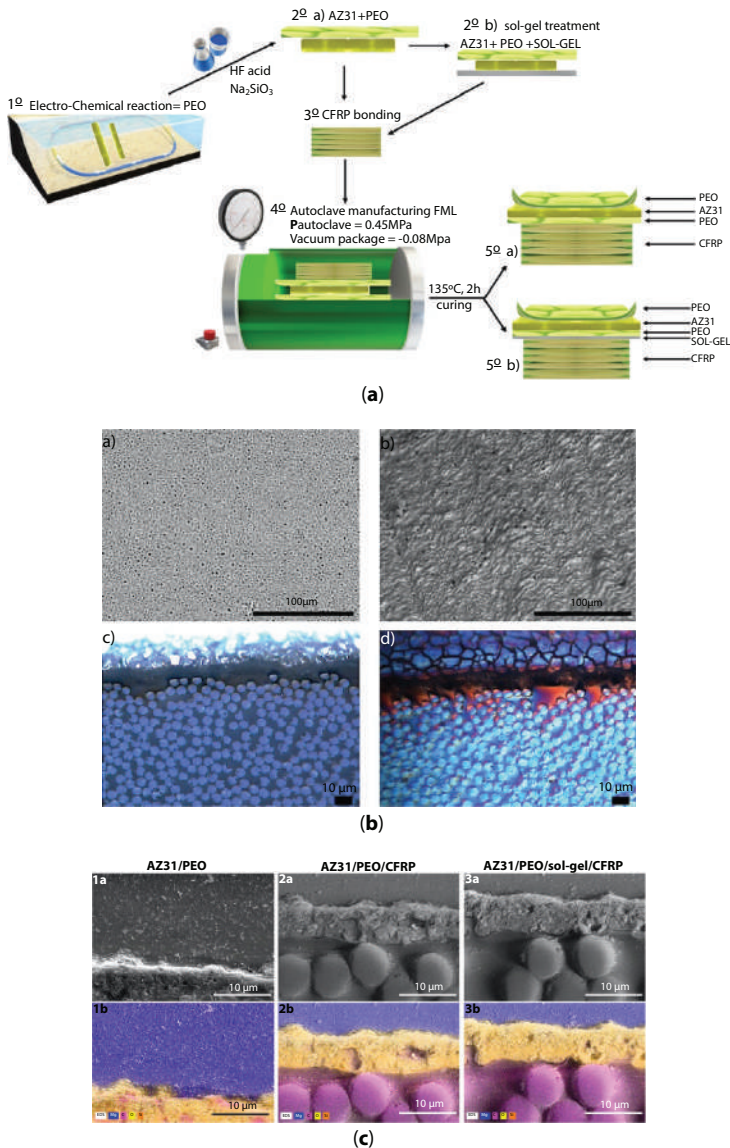 2º a) AZ31+PEO
2º b) sol-gel treatment
AZ31+ PEO +SOL-GEL
HF acid
Na₂SiO₃
1º Electro-Chemical reaction= PEO
3º CFRP bonding
4º Autoclave manufacturing FML
Pautoclave = 0.45MPa
Vacuum package = -0.08Mpa
135ºC, 2h
curing
5º a)
PEO
AZ31
PEO
CFRP
5º b)
PEO
AZ31
PEO
SOL-GEL
CFRP
(a)
a)
100µm
b)
100µm
c)
10 µm
d)
10 µm
(b)
AZ31/PEO
AZ31/PEO/CFRP
AZ31/PEO/sol-gel/CFRP
1a
10 µm
2a
10 µm
3a
10 µm
1b
10 µm
2b
10 µm
3b
10 µm
(c)